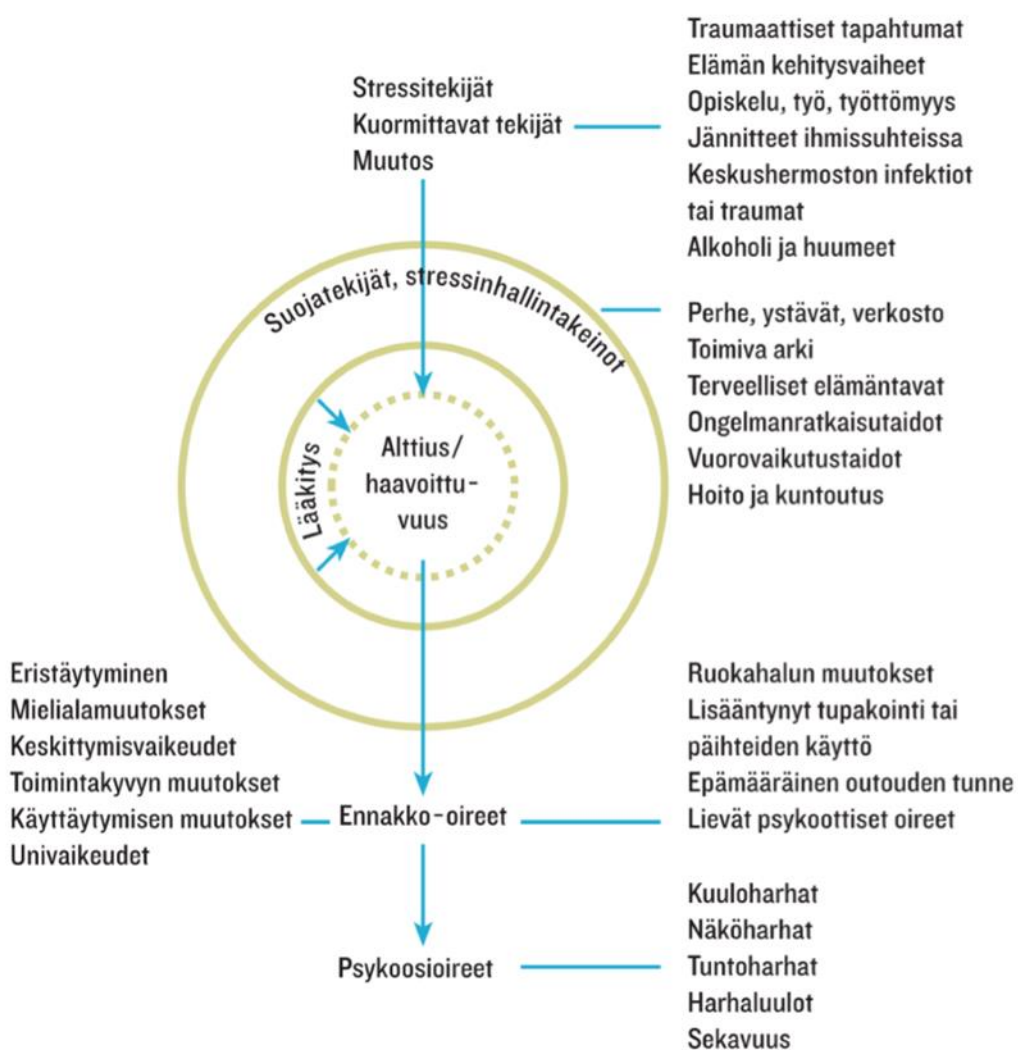 Traumaattiset tapahtumat
Elämän kehitysvaiheet
Opiskelu, työ, työttömyys
Jännitteet ihmissuhteissa
Keskushermoston infektiot
tai traumat
Alkoholi ja huumeet
Stressitekijät
Kuormittavat tekijät
Muutos
Suojatekijät, stressinhallintakeinot
Perhe, ystävät, verkosto
Toimiva arki
Terveelliset elämäntavat
Ongelmanratkaisutaidot
Vuorovaikutustaidot
Hoito ja kuntoutus
Lääkitys
Alttius/
haavoittu-
vuus
Eristäytyminen
Mielialamuutokset
Keskittymisvaikeudet
Toimintakyvyn muutokset
Käyttäytymisen muutokset
Univaikeudet
Ennakko-oireet
Ruokahalun muutokset
Lisääntynyt tupakointi tai
päihteiden käyttö
Epämääräinen outouden tunne
Lievät psykoottiset oireet
Psykoosioireet
Kuuloharhat
Näköharhat
Tuntoharhat
Harhaluulot
Sekavuus